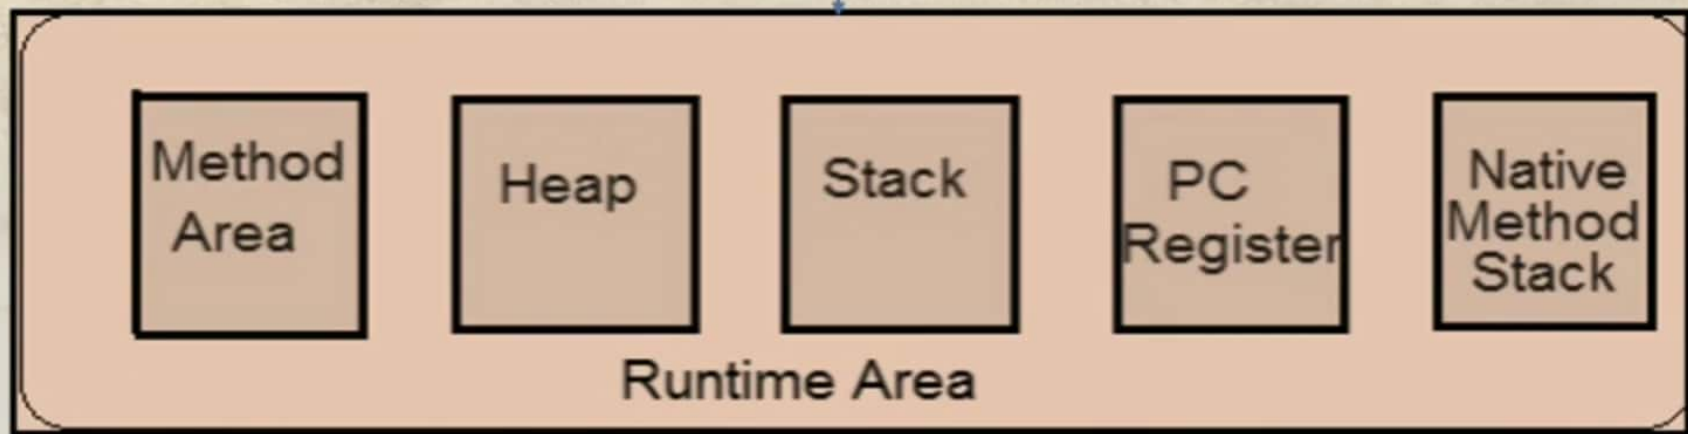 Method
Area
Heap
Stack
PC
Register
Native
Method
Stack
Runtime Area